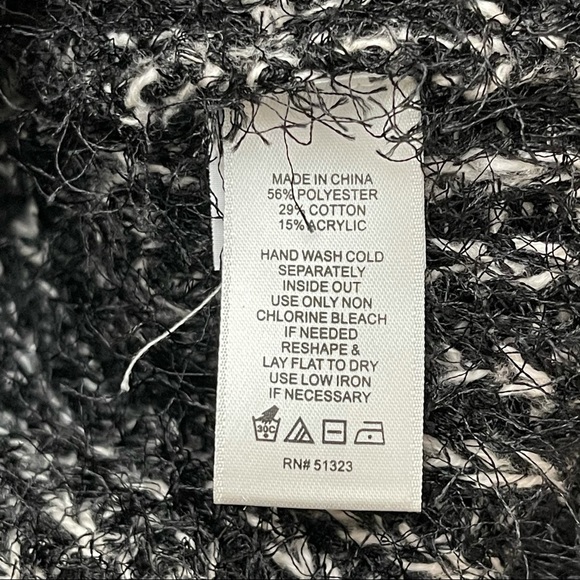 MADE IN CHINA
56% POLYESTER
29% COTTON
15% ACRYLIC
HAND WASH COLD
SEPARATELY
INSIDE OUT
USE ONLY NON
CHLORINE BLEACH
IF NEEDED
RESHAPE &
LAY FLAT TO DRY
USE LOW IRON
IF NECESSARY
30C
RN# 51323